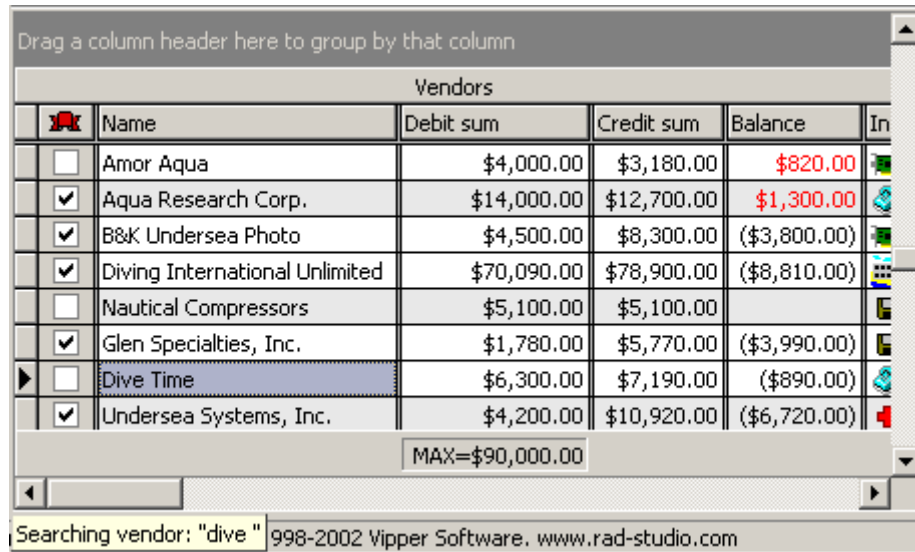 Drag a column header here to group by that column
Vendors
Name Debit sum Credit sum Balance In
Amor Aqua $4,000.00 $3,180.00 $820.00
Aqua Research Corp. $14,000.00 $12,700.00 $1,300.00
B&K Undersea Photo $4,500.00 $8,300.00 ($3,800.00)
Diving International Unlimited $70,090.00 $78,900.00 ($8,810.00)
Nautical Compressors $5,100.00 $5,100.00
Glen Specialties, Inc. $1,780.00 $5,770.00 ($3,990.00)
Dive Time $6,300.00 $7,190.00 ($890.00)
Undersea Systems, Inc. $4,200.00 $10,920.00 ($6,720.00)
MAX=$90,000.00
Searching vendor: "dive " 998-2002 Vipper Software. www.rad-studio.com